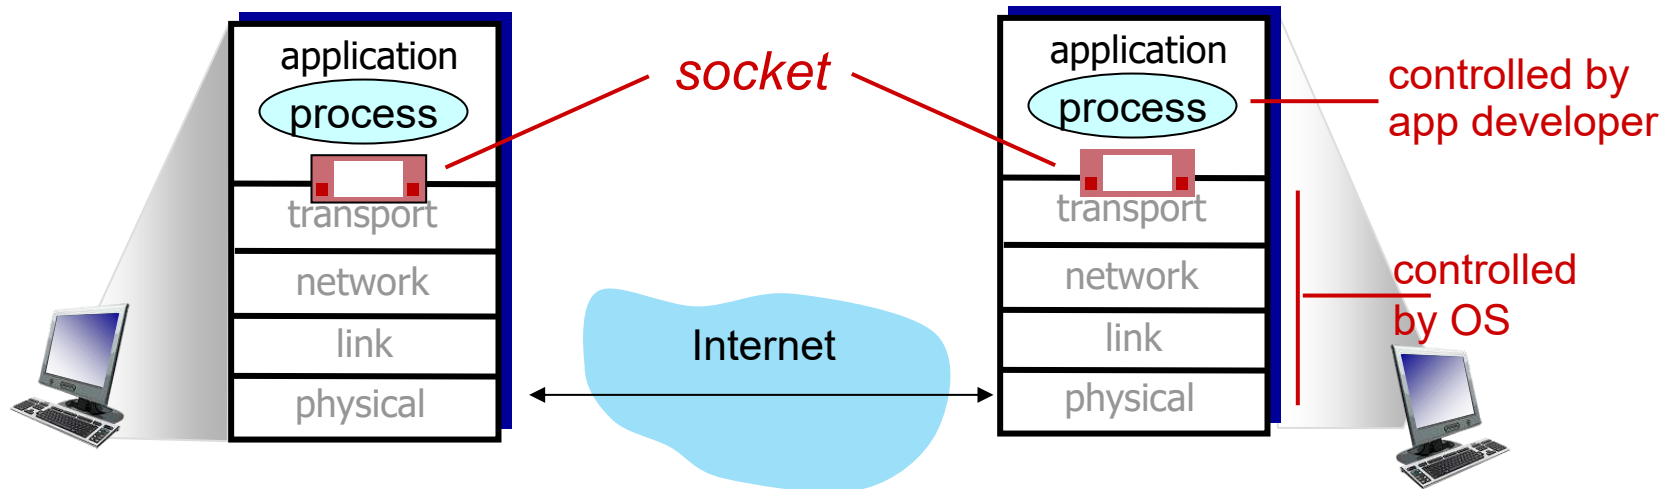 application
process
transport
network
link
physical
socket
Internet
application
process
transport
network
link
physical
controlled by
app developer
controlled
by OS